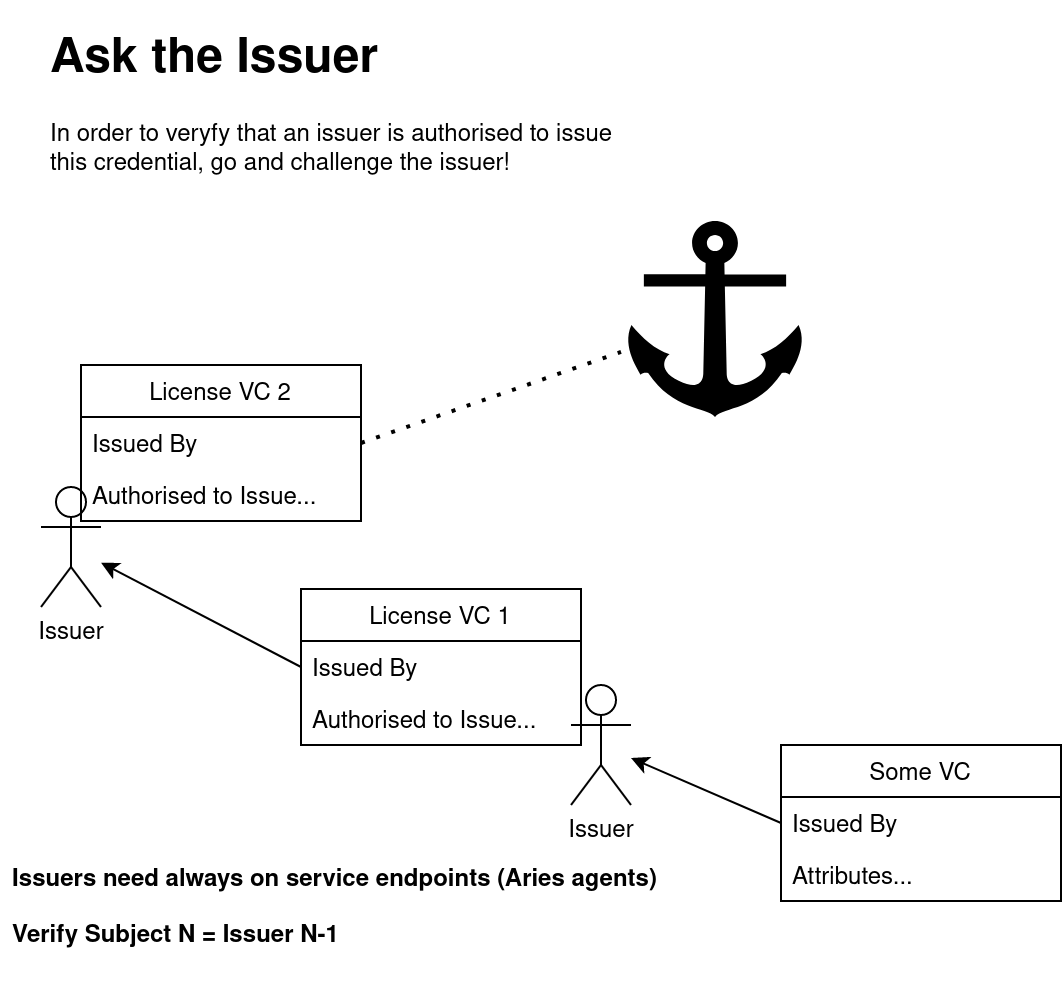 Ask the Issuer
In order to veryfy that an issuer is authorised to issue
this credential, go and challenge the issuer!
License VC 2
Issued By
Authorised to Issue...
Issuer
License VC 1
Issued By
Authorised to Issue...
Issuer
Some VC
Issued By
Attributes...
Issuers need always on service endpoints (Aries agents)
Verify Subject N = Issuer N-1